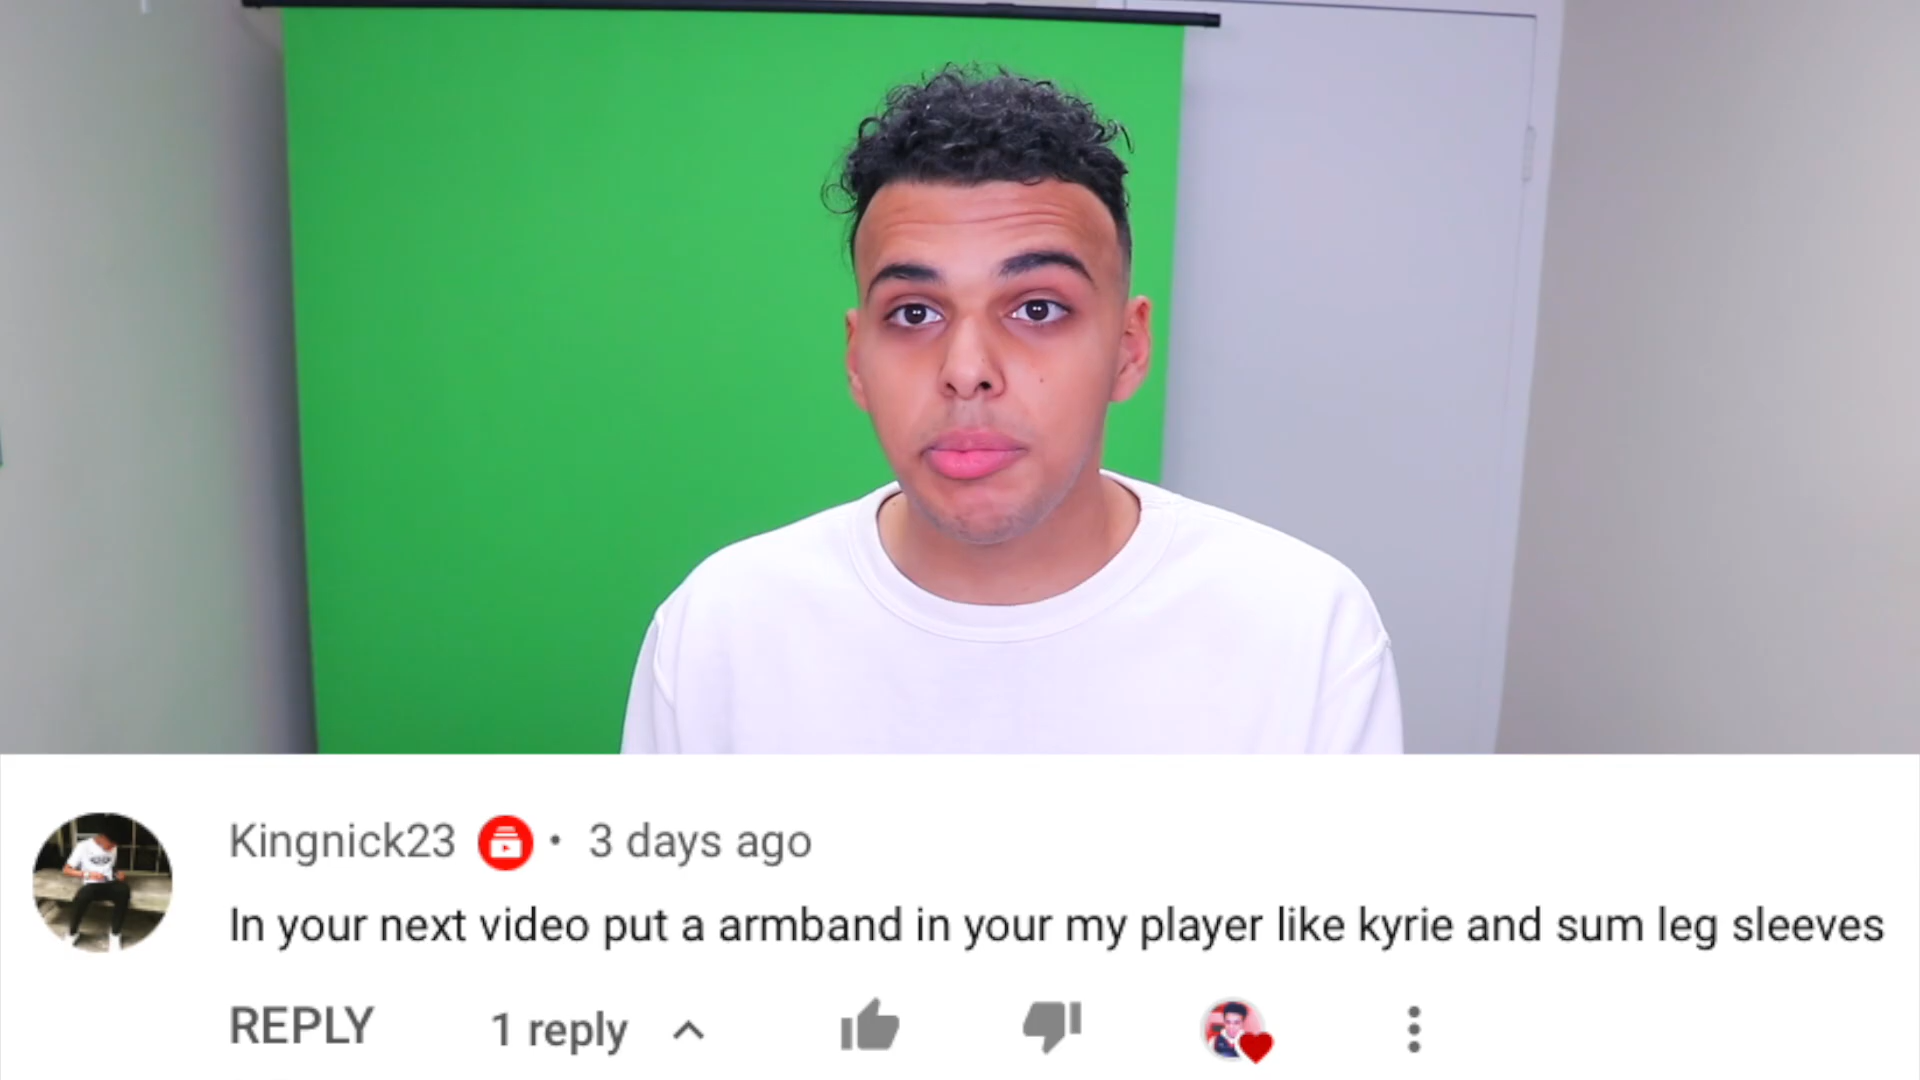 Kingnick23 • 3 days ago
In your next video put a armband in your my player like kyrie and sum leg sleeves
REPLY 1 reply